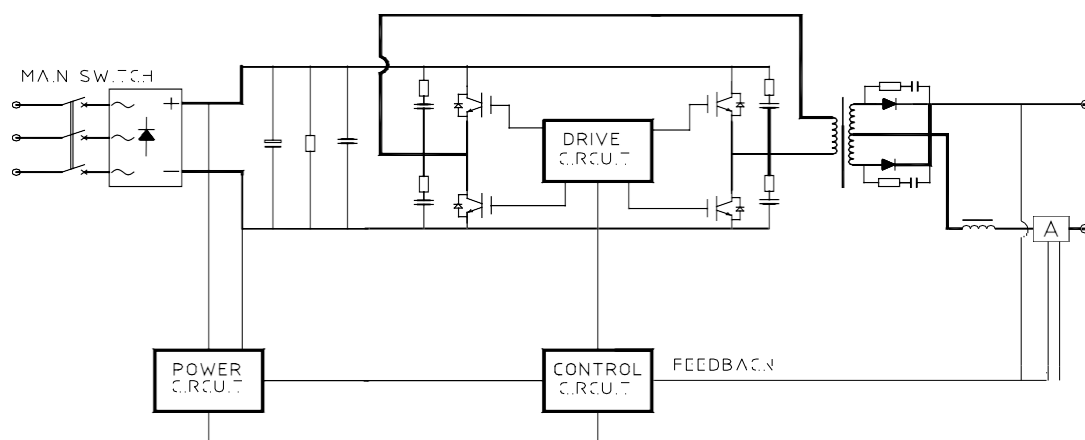 MAIN SWITCH
+
−
DRIVE
CIRCUIT
A
POWER
CIRCUIT
CONTROL
CIRCUIT
FEEDBACK